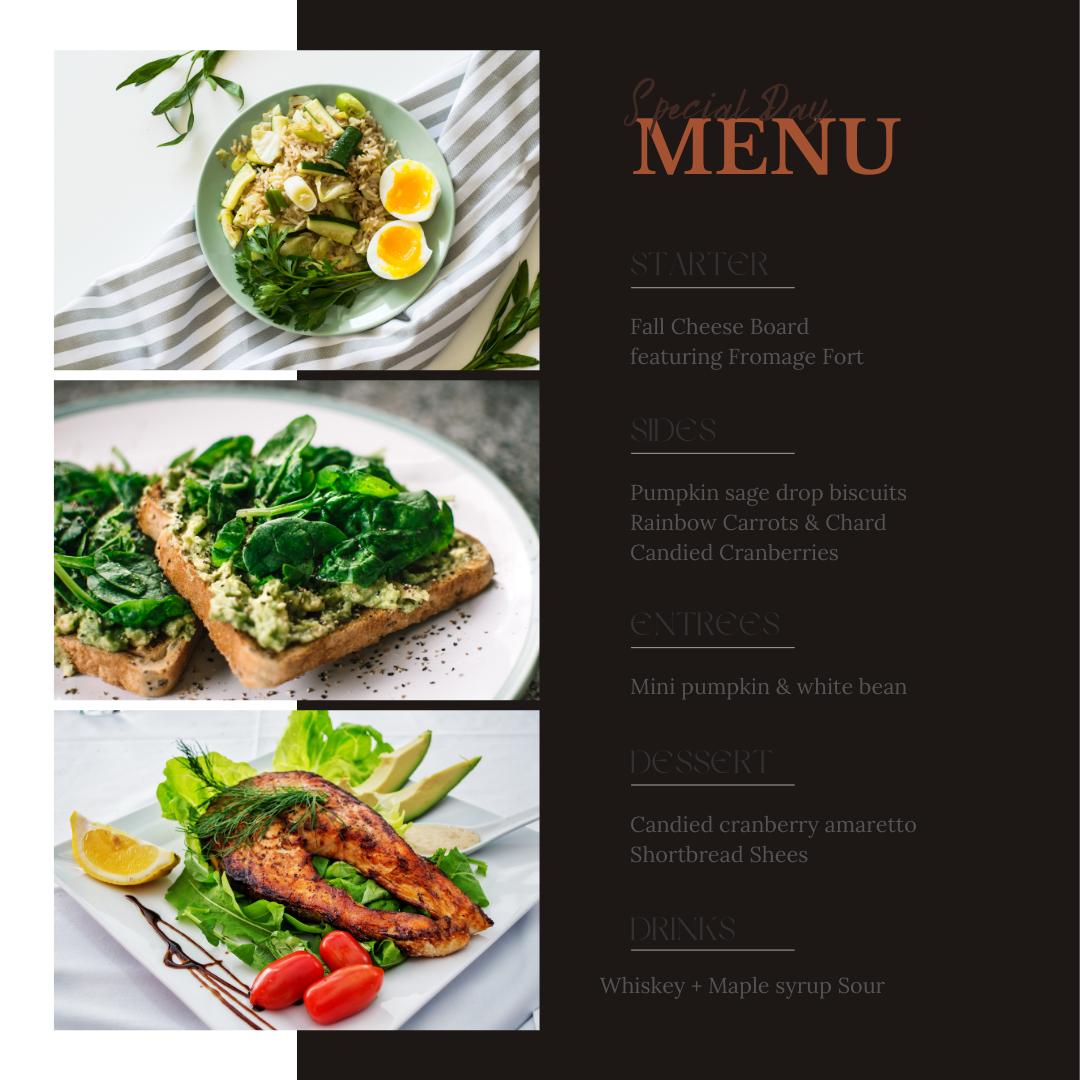 Special Day
MENU
STARTER
Fall Cheese Board
featuring Fromage Fort
SIDES
Pumpkin sage drop biscuits
Rainbow Carrots & Chard
Candied Cranberries
ENTREES
Mini pumpkin & white bean
DESSERT
Candied cranberry amaretto
Shortbread Shees
DRINKS
Whiskey + Maple syrup Sour